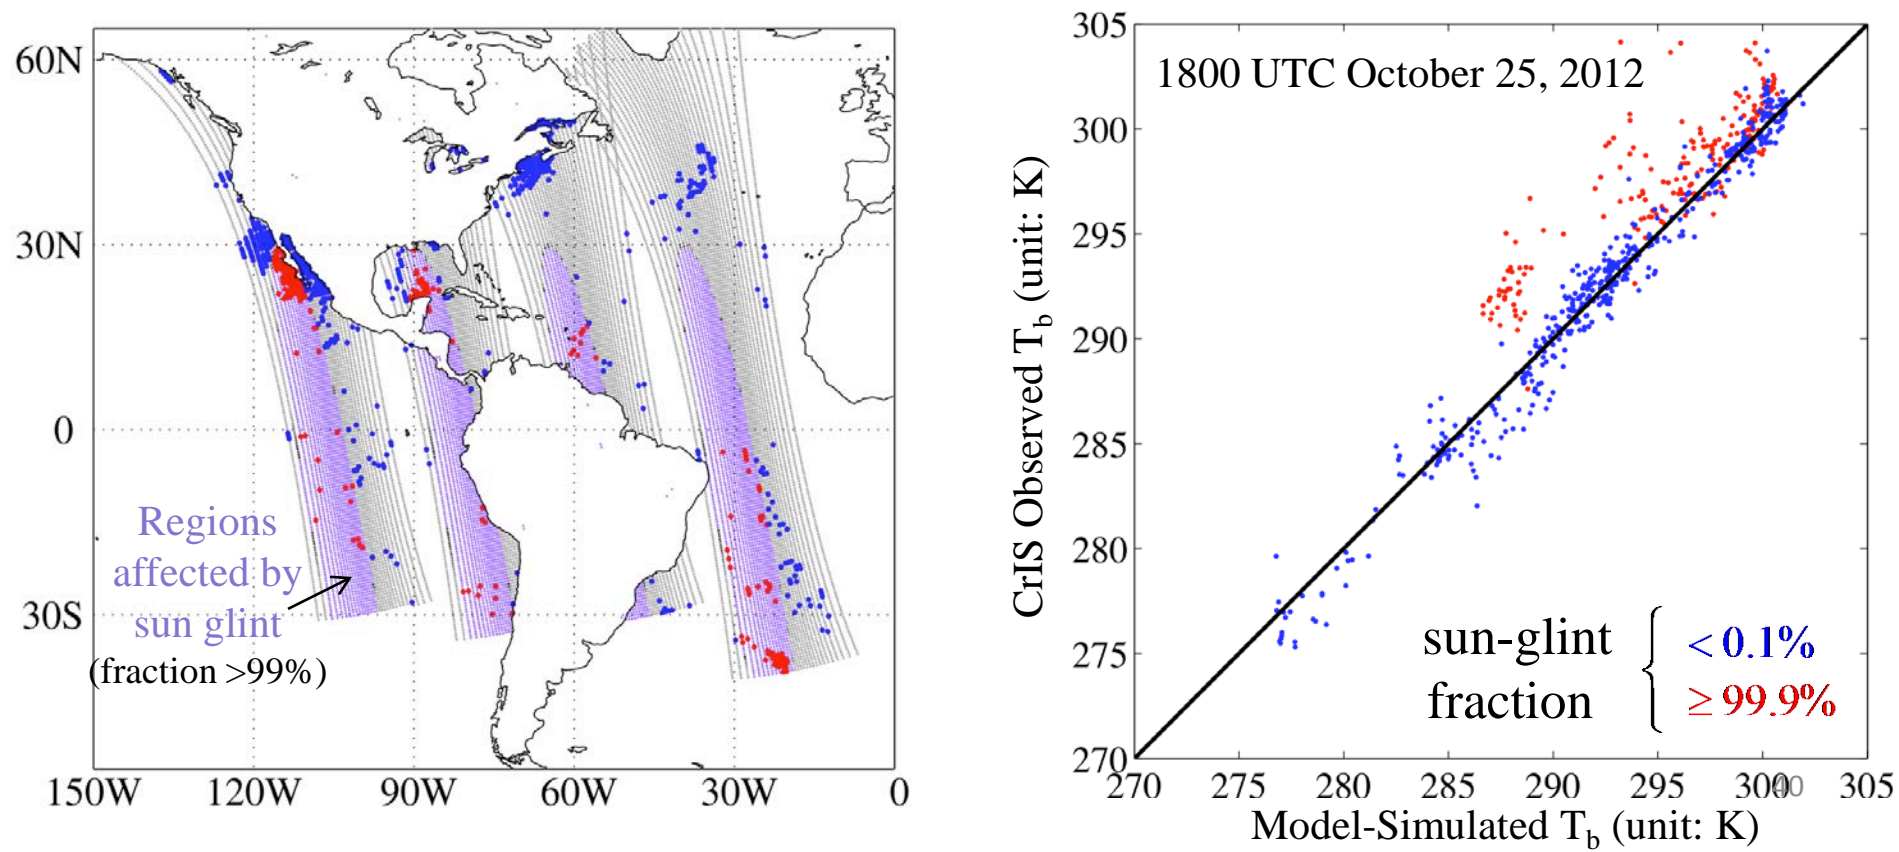 60N
30N
0
30S
150W 120W 90W 60W 30W 0
Regions
affected by
sun glint
(fraction >99%)
305
300
295
290
285
280
275
270
270 275 280 285 290 295 300 305
40
1800 UTC October 25, 2012
CrIS Observed Tb (unit: K)
Model-Simulated Tb (unit: K)
sun-glint
fraction
< 0.1%
≥ 99.9%